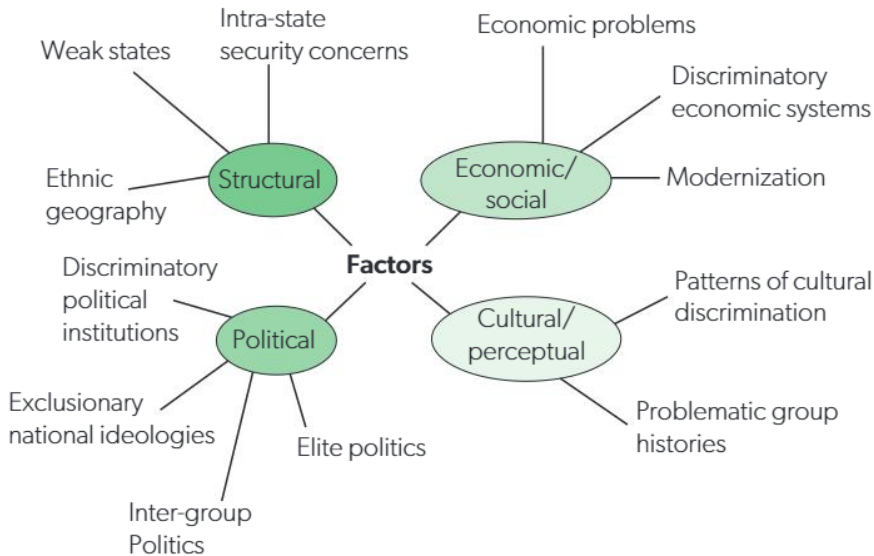 Intra-state
security concerns
Weak states
Ethnic
geography
Structural
Economic problems
Discriminatory
economic systems
Modernization
Economic/
social
Factors
Discriminatory
political
institutions
Political
Exclusionary
national ideologies
Elite politics
Inter-group
Politics
Cultural/
perceptual
Patterns of cultural
discrimination
Problematic group
histories